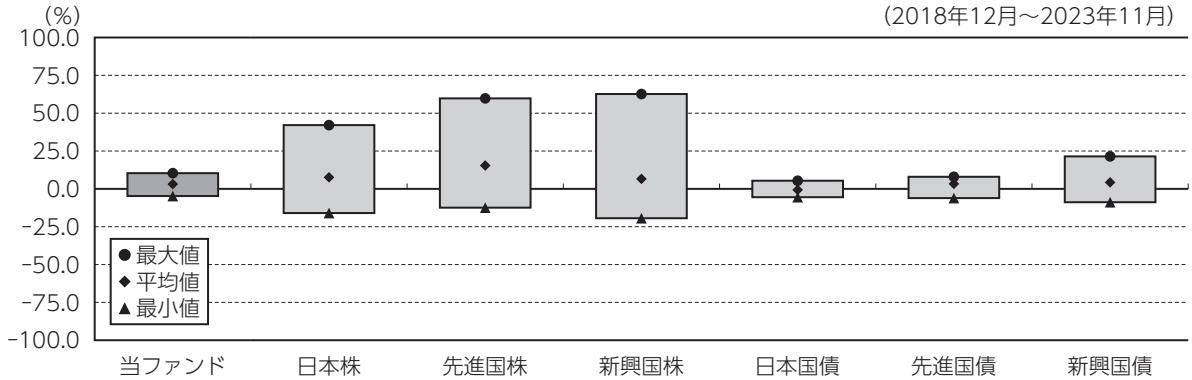 (%)
(2018年12月～2023年11月)
100.0
75.0
50.0
25.0
0.0
-25.0
-50.0
-75.0
-100.0
●最大値
◆平均値
▲最小値
当ファンド 日本株 先進国株 新興国株 日本国債 先進国債 新興国債